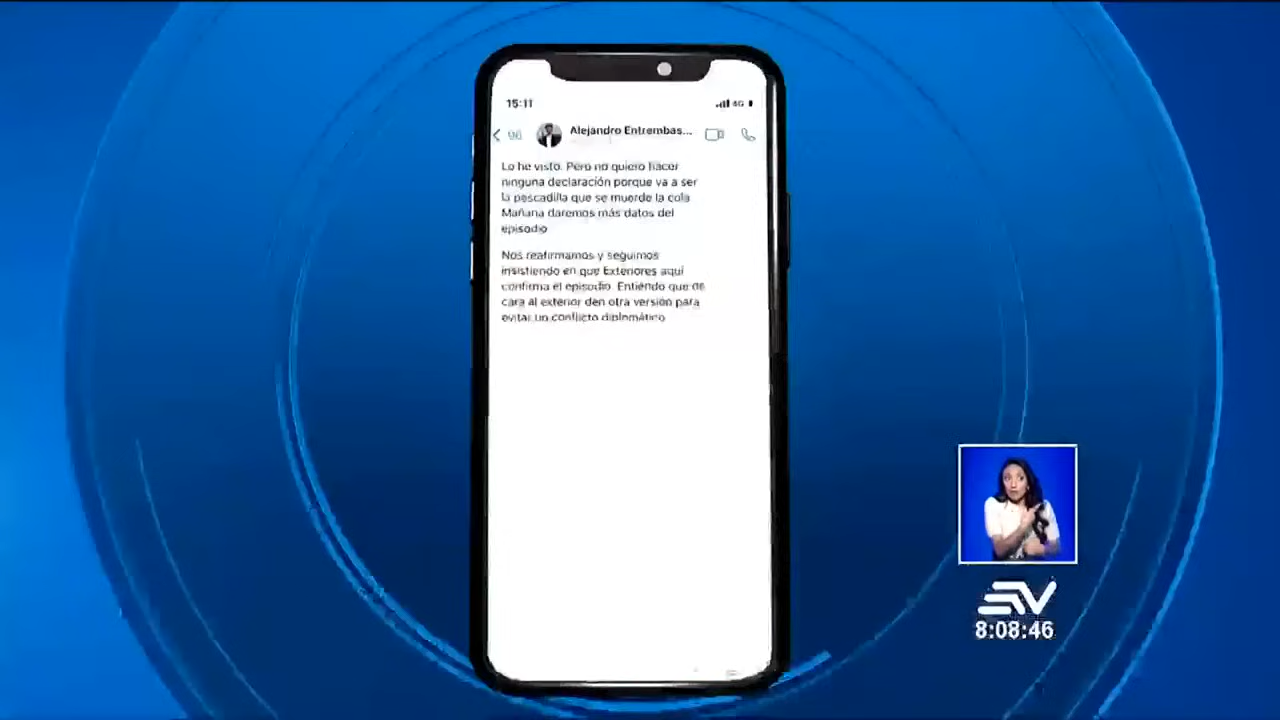 15:11
4G
96
Alejandro Entrembas...
Lo he visto. Pero no quiero hacer
ninguna declaración porque va a ser
la pescadilla que se muerde la cola
Mañana daremos más datos del
episodio
Nos reafirmamos y seguimos
insistiendo en que Exteriores aquí
confirma el episodio. Entiendo que de
cara al exterior den otra versión para
evitar un conflicto diplomático
8:08:46